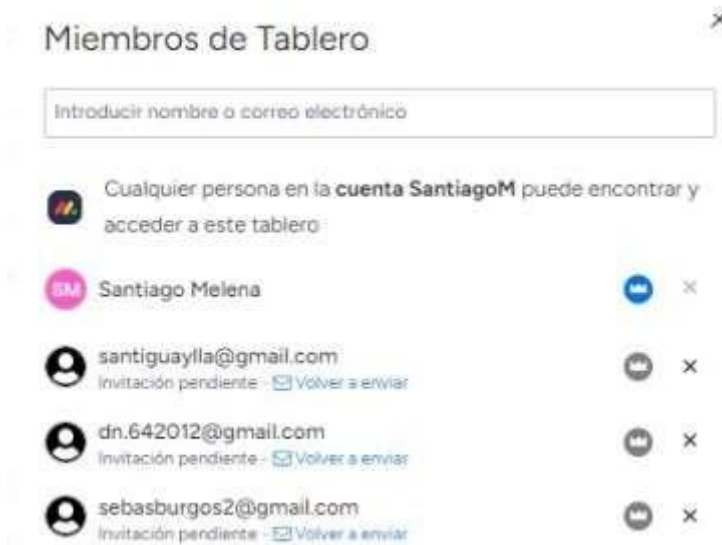 Miembros de Tablero
Introducir nombre o correo electrónico
Cualquier persona en la cuenta SantiagoM puede encontrar y
acceder a este tablero
SM Santiago Melena
santiguaylla@gmail.com
Invitación pendiente - Volver a enviar
dn.642012@gmail.com
Invitación pendiente - Volver a enviar
sebasburgos2@gmail.com
Invitación pendiente - Volver a enviar